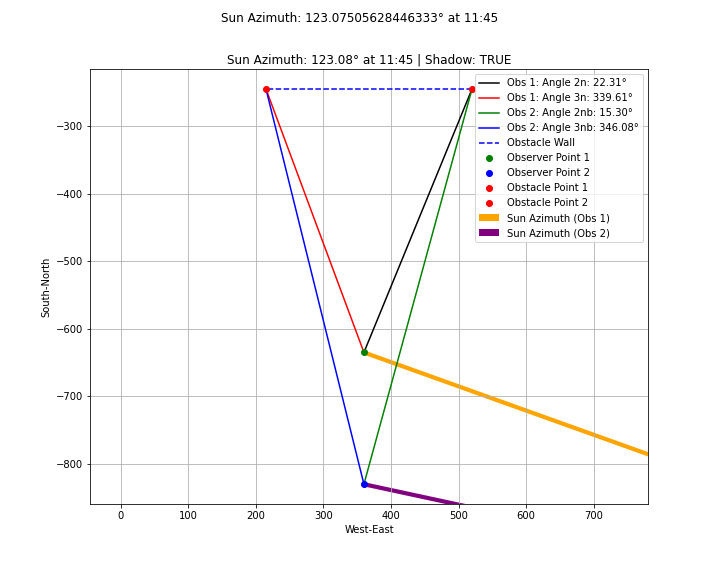 Sun Azimuth: 123.07505628446333° at 11:45
Sun Azimuth: 123.08° at 11:45 | Shadow: TRUE
Obs 1: Angle 2n: 22.31°
Obs 1: Angle 3n: 339.61°
Obs 2: Angle 2nb: 15.30°
Obs 2: Angle 3nb: 346.08°
Obstacle Wall
Observer Point 1
Observer Point 2
Obstacle Point 1
Obstacle Point 2
Sun Azimuth (Obs 1)
Sun Azimuth (Obs 2)
−300
−400
−500
−600
−700
−800
South-North
0 100 200 300 400 500 600 700
West-East